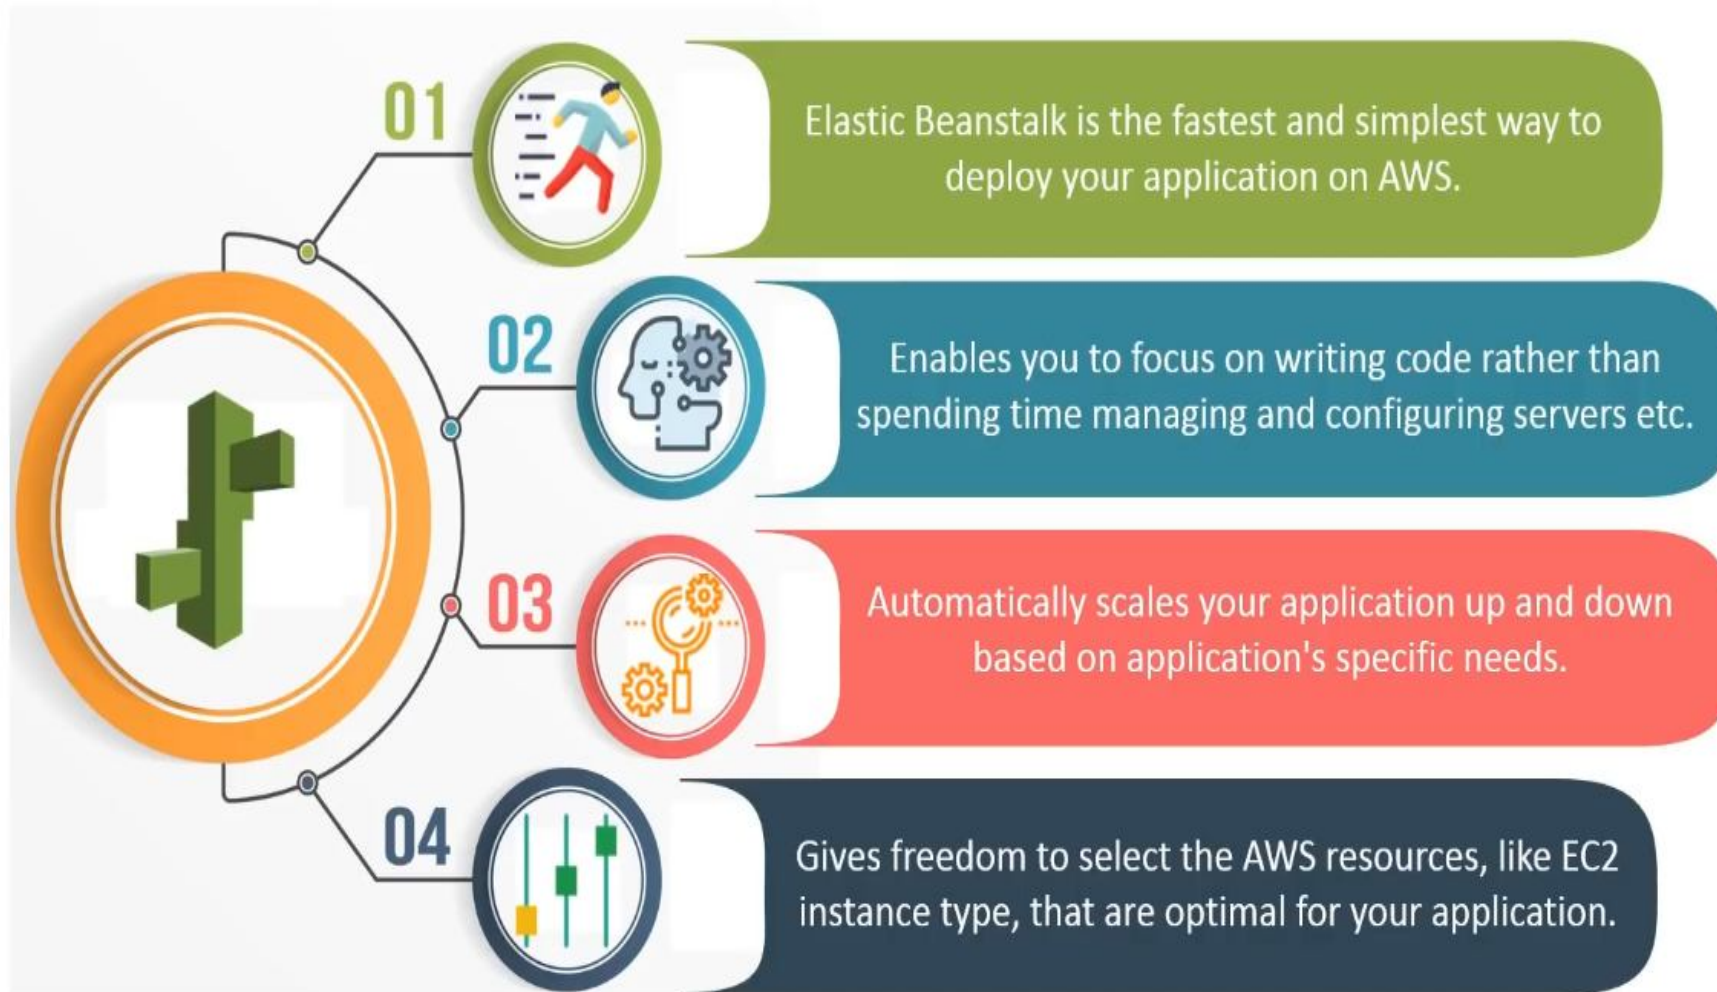 01
Elastic Beanstalk is the fastest and simplest way to
deploy your application on AWS.
02
Enables you to focus on writing code rather than
spending time managing and configuring servers etc.
03
Automatically scales your application up and down
based on application's specific needs.
04
Gives freedom to select the AWS resources, like EC2
instance type, that are optimal for your application.